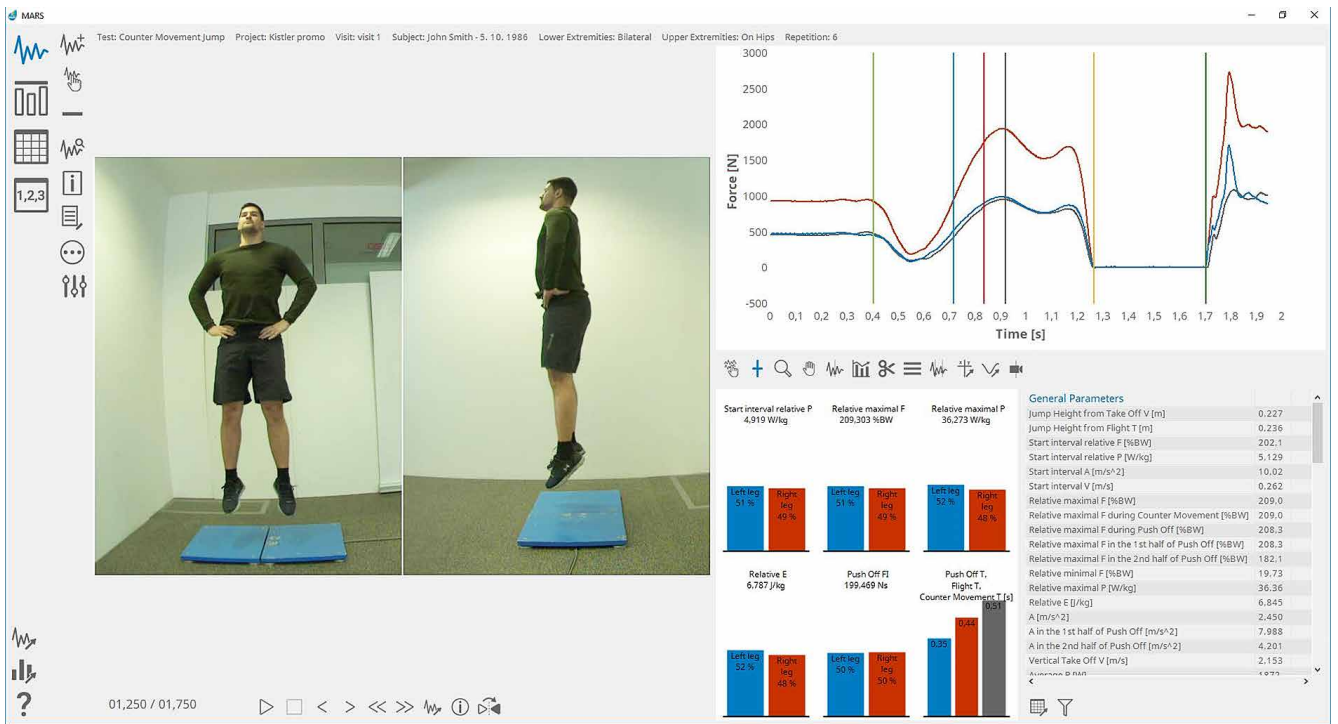 MARS
Test: Counter Movement Jump Project: Kistler promo Visit: visit 1 Subject: John Smith - 5. 10. 1986 Lower Extremities: Bilateral Upper Extremities: On Hips Repetition: 6
1,2,3
3000
2500
2000
1500
1000
500
0
-500
Force [N]
0 0,1 0,2 0,3 0,4 0,5 0,6 0,7 0,8 0,9 1 1,1 1,2 1,3 1,4 1,5 1,6 1,7 1,8 1,9 2
Time [s]
Start interval relative P
4,919 W/kg
Left leg
51 %
Right
leg
49 %
Relative maximal F
209,303 %BW
Left leg
51 %
Right
leg
49 %
Relative maximal P
36,273 W/kg
Left leg
52 %
Right
leg
48 %
Relative E
6.787 J/kg
Left leg
52 %
Right
leg
48 %
Push Off FI
199.469 Ns
Left leg
50 %
Right
leg
50 %
Push Off T,
Flight T,
Counter Movement T [s]
0,35
0,44
0,51
General Parameters
Jump Height from Take Off V [m] 0.227
Jump Height from Flight T [m] 0.236
Start interval relative F [%BW] 202.1
Start interval relative P [W/kg] 5.129
Start interval A [m/s^2] 10.02
Start interval V [m/s] 0.262
Relative maximal F [%BW] 209.0
Relative maximal F during Counter Movement [%BW] 209.0
Relative maximal F during Push Off [%BW] 208.3
Relative maximal F in the 1st half of Push Off [%BW] 208.3
Relative maximal F in the 2nd half of Push Off [%BW] 182.1
Relative minimal F [%BW] 19.73
Relative maximal P [W/kg] 36.36
Relative E [J/kg] 6.845
A [m/s^2] 2.450
A in the 1st half of Push Off [m/s^2] 7.988
A in the 2nd half of Push Off [m/s^2] 4.201
Vertical Take Off V [m/s] 2.153
Average P [W] 1872
01,250 / 01,750